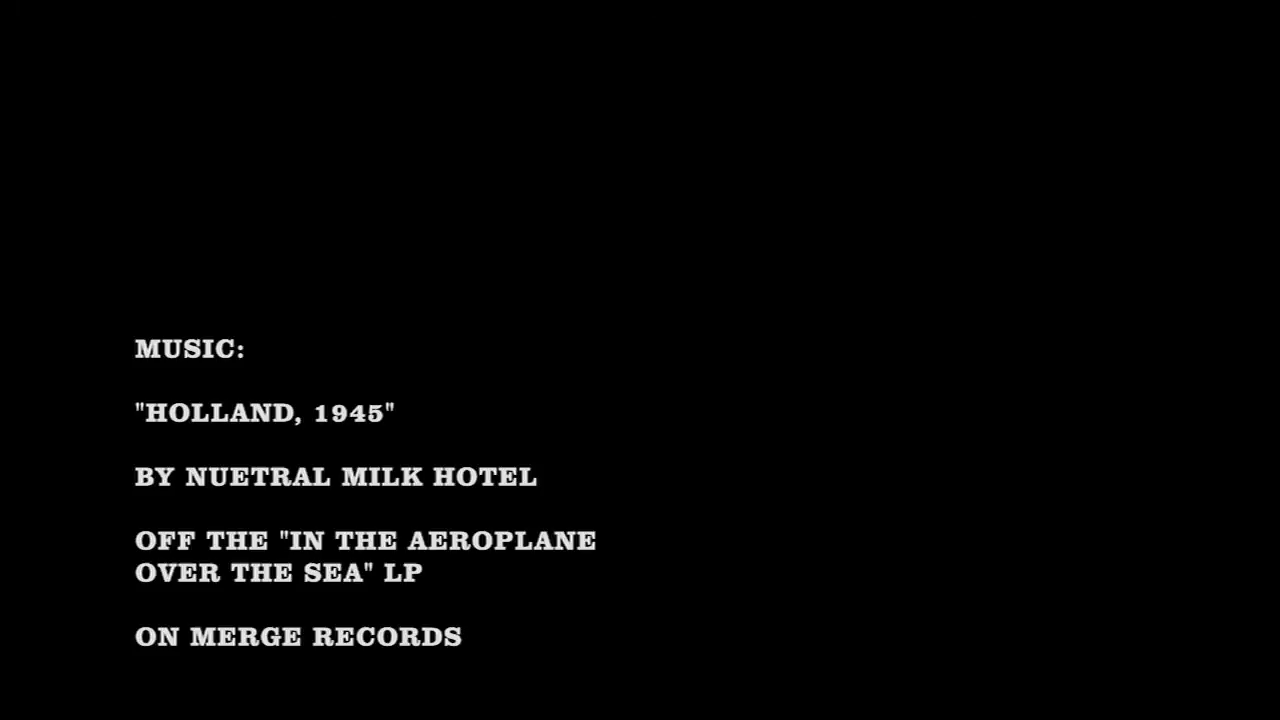 MUSIC:
"HOLLAND, 1945"
BY NUETRAL MILK HOTEL
OFF THE "IN THE AEROPLANE
OVER THE SEA" LP
ON MERGE RECORDS